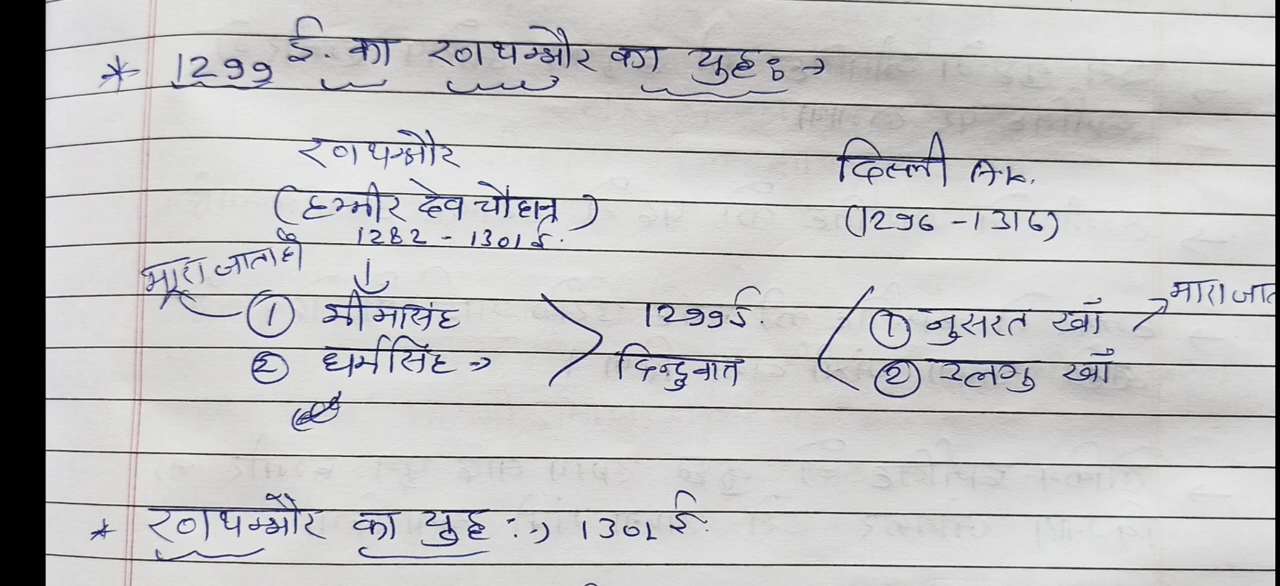 * 1299 ई. का रणथम्भौर का युद्ध :→
रणथम्भौर
दिल्ली A.K.
(हम्मीर देव चौहान)
1282 - 1301 ई.
(1296 - 1316)
मारा जाता है
① भीमसिंह
1299 ई.
① नुसरत खाँ → मारा जात
② धर्मसिंह →
हिन्दुवात
② उलगु खाँ
* रणथम्भौर का युद्ध :→ 1301 ई.